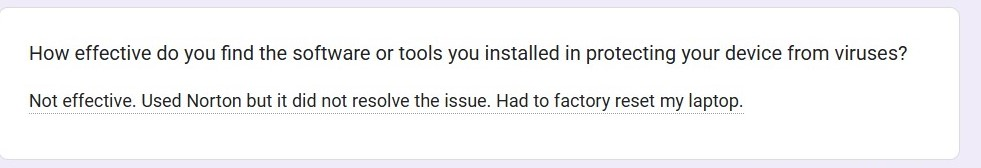 How effective do you find the software or tools you installed in protecting your device from viruses?
Not effective. Used Norton but it did not resolve the issue. Had to factory reset my laptop.